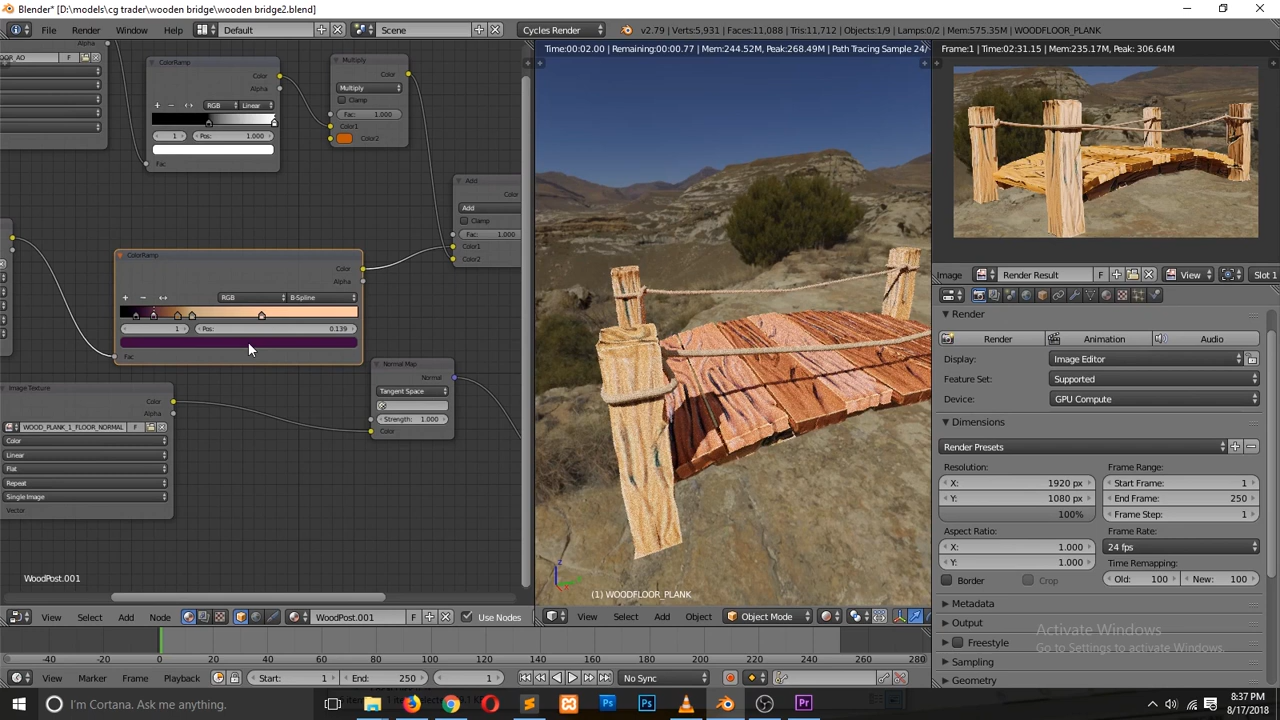 Blender* [D:\models\cg trader\wooden bridge\wooden bridge2.blend]
File Render Window Help Default Scene Cycles Render v2.79 | Verts:5,931 | Faces:11,088 | Tris:11,712 | Objects:1/9 | Lamps:0/2 | Mem:575.35M | WOODFLOOR_PLANK
Alpha
OOR_AO F
ColorRamp
Color
Alpha
RGB Linear
1 Pos: 1.000
Fac
Multiply
Color
Multiply
Clamp
Fac: 1.000
Color1
Color2
Add
Color
Add
Clamp
Fac: 1.000
Color1
Color2
ColorRamp
Color
Alpha
RGB B-Spline
1 Pos: 0.139
Fac
Normal Map
Normal
Tangent Space
Strength: 1.000
Color
Image Texture
Color
Alpha
WOOD_PLANK_1_FLOOR_NORMAL F
Color
Linear
Flat
Repeat
Single Image
Vector
WoodPost.001
View Select Add Node WoodPost.001 F Use Nodes
Time:00:02.00 | Remaining:00:00.77 | Mem:244.52M, Peak:268.49M | Path Tracing Sample 24/
(1) WOODFLOOR_PLANK
View Select Add Object Object Mode
Frame:1 | Time:02:31.15 | Mem:235.17M, Peak: 306.64M
Image Render Result F View Slot 1
Render
Render Animation Audio
Display: Image Editor
Feature Set: Supported
Device: GPU Compute
Dimensions
Render Presets
Resolution: Frame Range:
X: 1920 px Start Frame: 1
Y: 1080 px End Frame: 250
100% Frame Step: 1
Aspect Ratio: Frame Rate:
X: 1.000 24 fps
Y: 1.000 Time Remapping:
Border Crop Old: 100 New: 100
Metadata
Output
Freestyle
Sampling
Geometry
Activate Windows
Go to Settings to activate Windows.
-40 -20 0 20 40 60 80 100 120 140 160 180 200 220 240 260 280
View Marker Frame Playback Start: 1 End: 250 1 No Sync
I'm Cortana. Ask me anything.
8:37 PM
8/17/2018